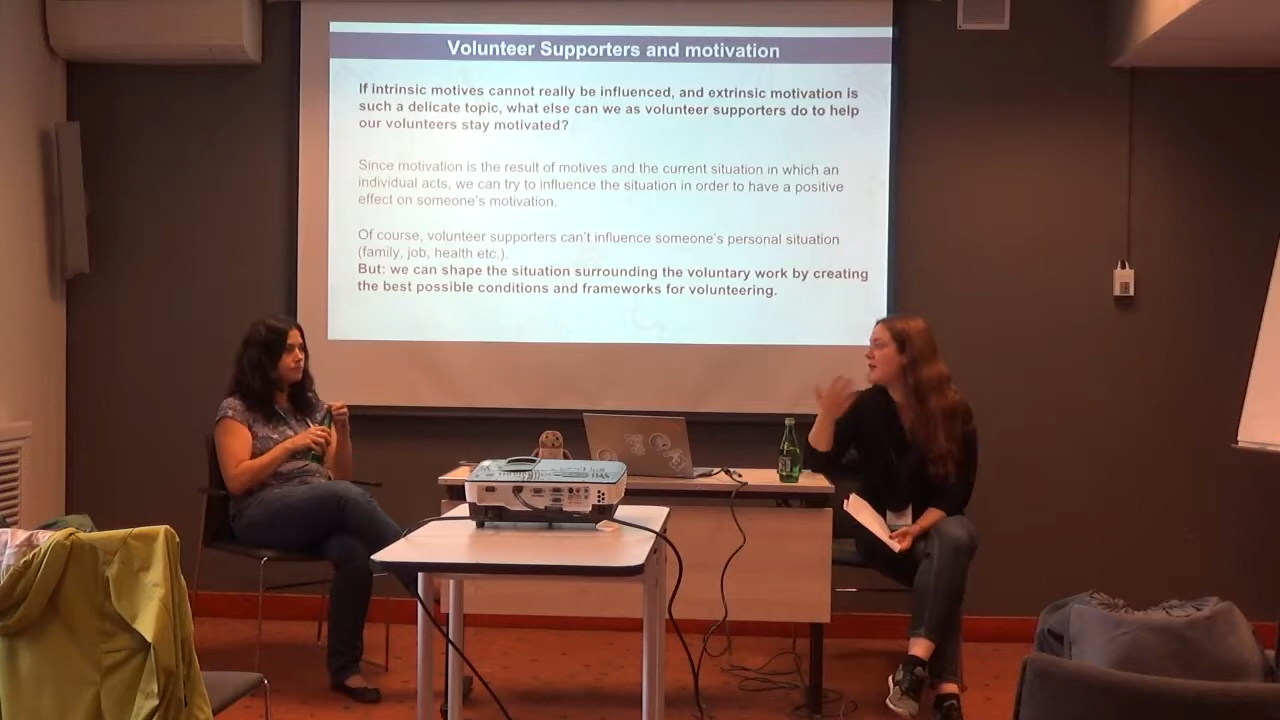 Volunteer Supporters and motivation
If intrinsic motives cannot really be influenced, and extrinsic motivation is
such a delicate topic, what else can we as volunteer supporters do to help
our volunteers stay motivated?
Since motivation is the result of motives and the current situation in which an
individual acts, we can try to influence the situation in order to have a positive
effect on someone's motivation.
Of course, volunteer supporters can't influence someone's personal situation
(family, job, health etc.).
But: we can shape the situation surrounding the voluntary work by creating
the best possible conditions and frameworks for volunteering.